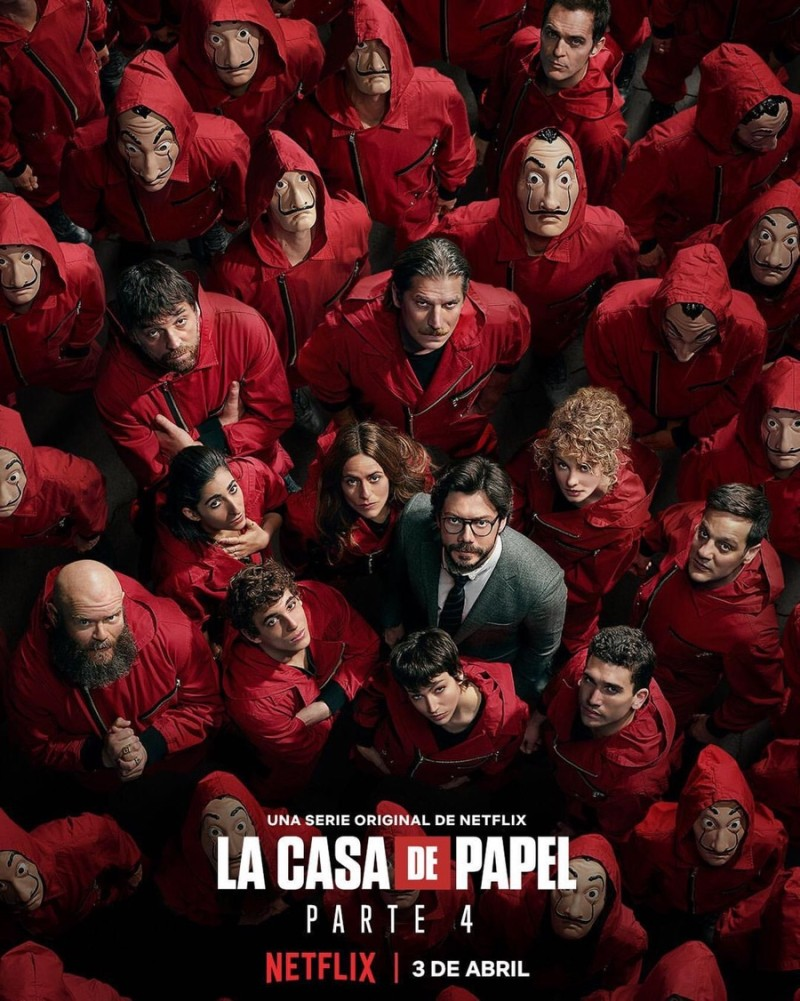 UNA SERIE ORIGINAL DE NETFLIX
LA CASA DE PAPEL
PARTE 4
NETFLIX | 3 DE ABRIL